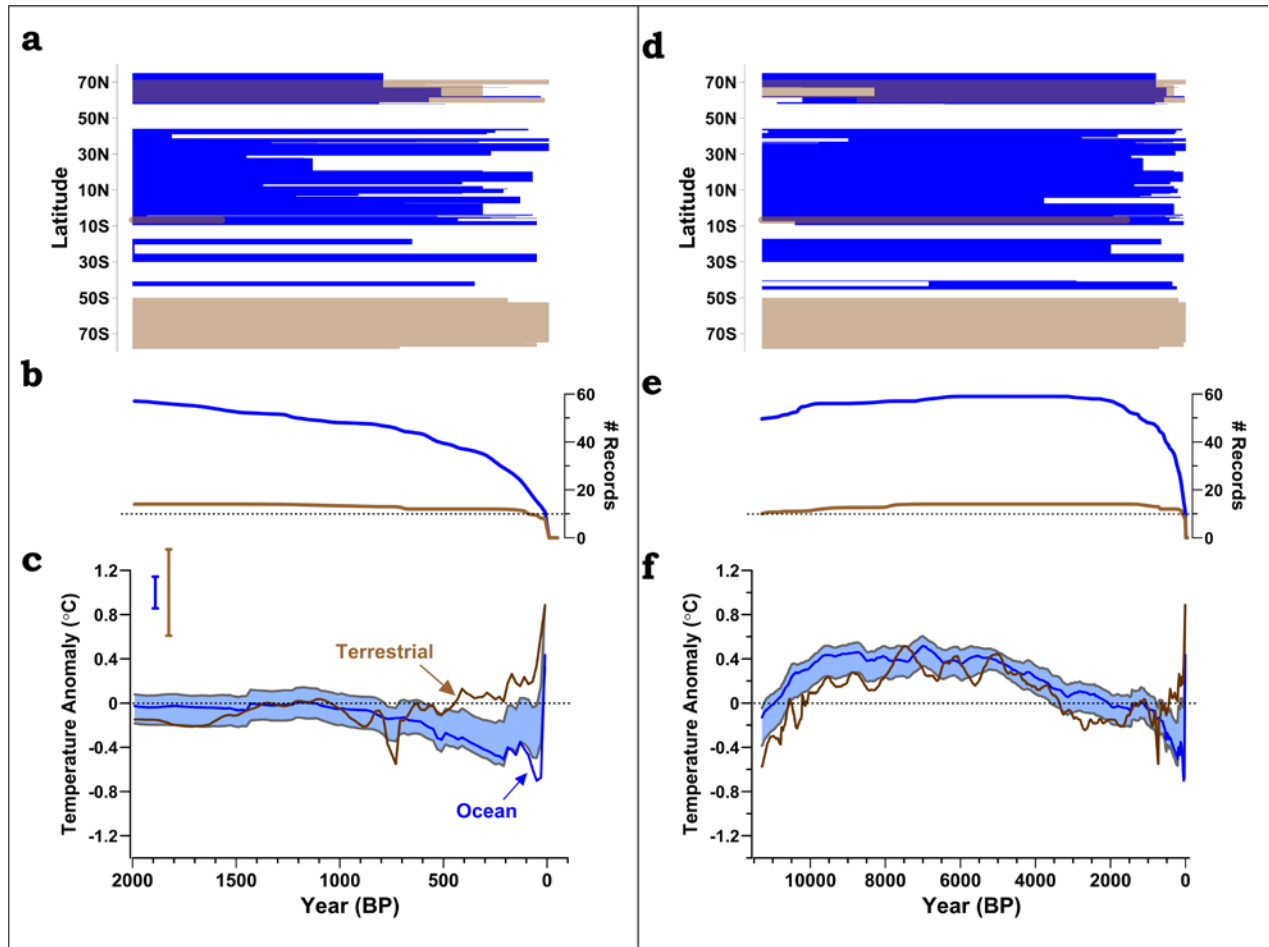 a
70N
50N
30N
10N
10S
30S
50S
70S
Latitude
b
60
40
20
0
# Records
c
1.2
0.8
0.4
0
-0.4
-0.8
-1.2
Temperature Anomaly (°C)
Terrestrial
Ocean
2000 1500 1000 500 0
Year (BP)
d
70N
50N
30N
10N
10S
30S
50S
70S
Latitude
e
60
40
20
0
# Records
f
1.2
0.8
0.4
0
-0.4
-0.8
-1.2
Temperature Anomaly (°C)
10000 8000 6000 4000 2000 0
Year (BP)